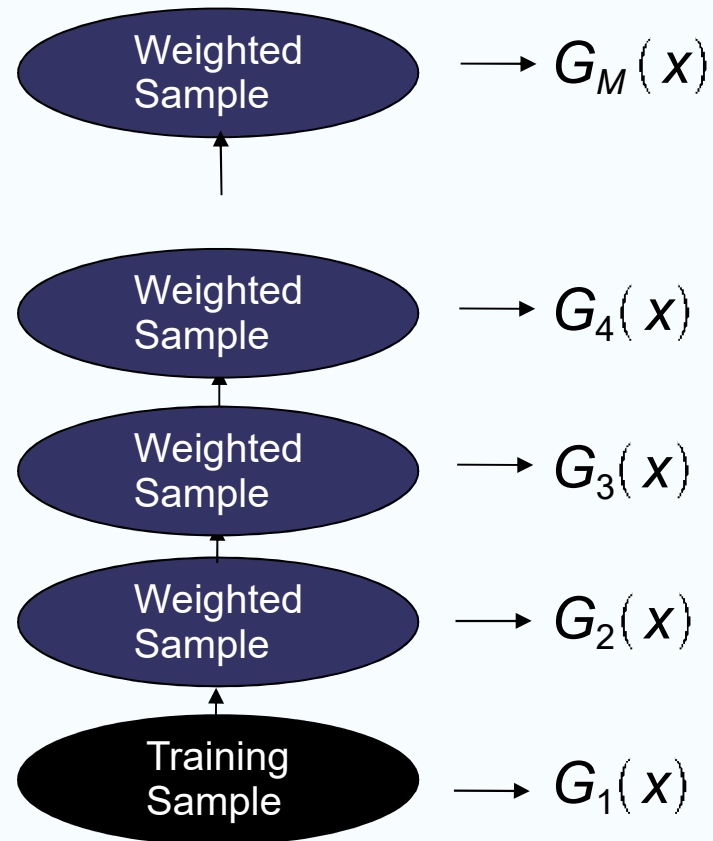 Weighted
Sample
G_M(x)
Weighted
Sample
G_4(x)
Weighted
Sample
G_3(x)
Weighted
Sample
G_2(x)
Training
Sample
G_1(x)